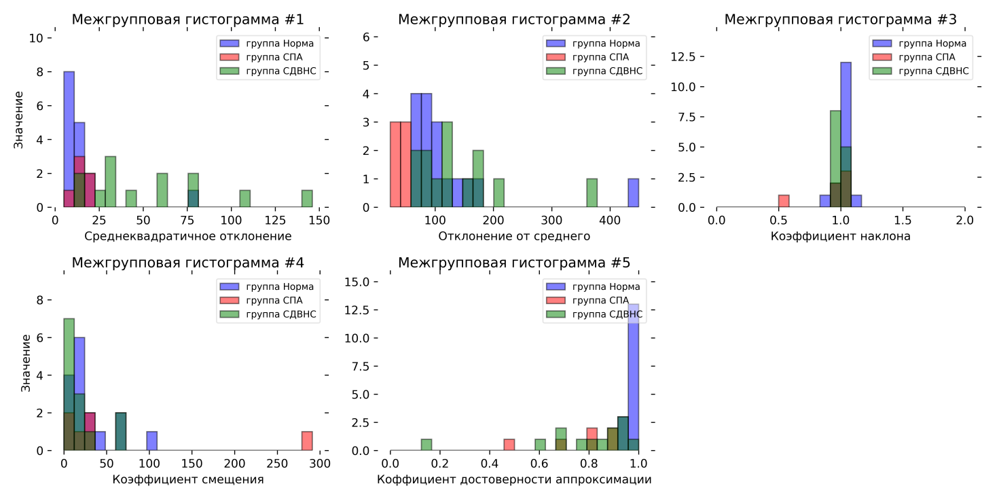 Межгрупповая гистограмма #1
10
8
6
4
2
0
Значение
группа Норма
группа СПА
группа СДВНС
0 25 50 75 100 125 150
Среднеквадратичное отклонение
Межгрупповая гистограмма #2
6
5
4
3
2
1
0
группа Норма
группа СПА
группа СДВНС
100 200 300 400
Отклонение от среднего
Межгрупповая гистограмма #3
12.5
10.0
7.5
5.0
2.5
0.0
группа Норма
группа СПА
группа СДВНС
0.0 0.5 1.0 1.5 2.0
Коэффициент наклона
Межгрупповая гистограмма #4
8
6
4
2
0
Значение
группа Норма
группа СПА
группа СДВНС
0 50 100 150 200 250 300
Коэффициент смещения
Межгрупповая гистограмма #5
15.0
12.5
10.0
7.5
5.0
2.5
0.0
группа Норма
группа СПА
группа СДВНС
0.0 0.2 0.4 0.6 0.8 1.0
Коффициент достоверности аппроксимации